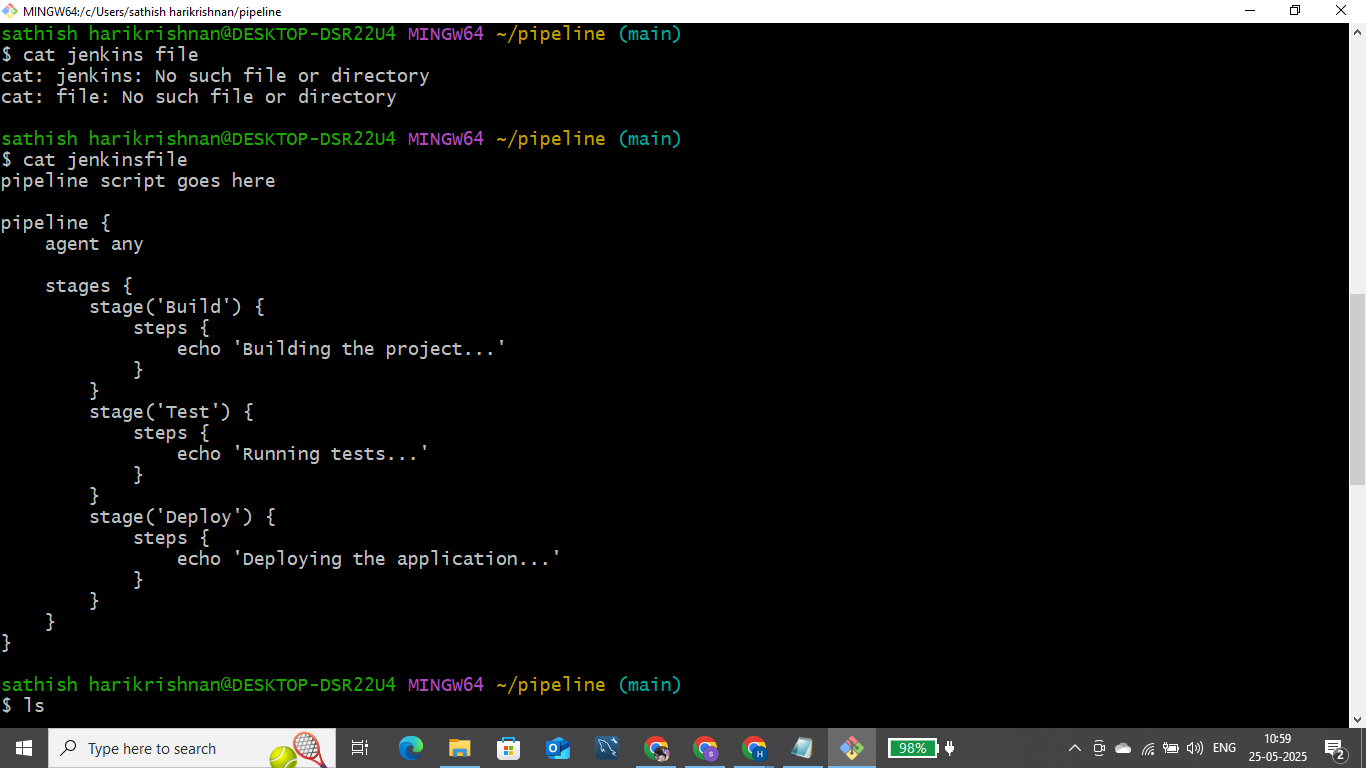 MINGW64:/c/Users/sathish harikrishnan/pipeline
sathish harikrishnan@DESKTOP-DSR22U4 MINGW64 ~/pipeline (main)
$ cat jenkins file
cat: jenkins: No such file or directory
cat: file: No such file or directory
sathish harikrishnan@DESKTOP-DSR22U4 MINGW64 ~/pipeline (main)
$ cat jenkinsfile
pipeline script goes here
pipeline {
    agent any
    stages {
        stage('Build') {
            steps {
                echo 'Building the project...'
            }
        }
        stage('Test') {
            steps {
                echo 'Running tests...'
            }
        }
        stage('Deploy') {
            steps {
                echo 'Deploying the application...'
            }
        }
    }
}
sathish harikrishnan@DESKTOP-DSR22U4 MINGW64 ~/pipeline (main)
$ ls
Type here to search
S
H
98%
ENG
10:59
25-05-2025
2